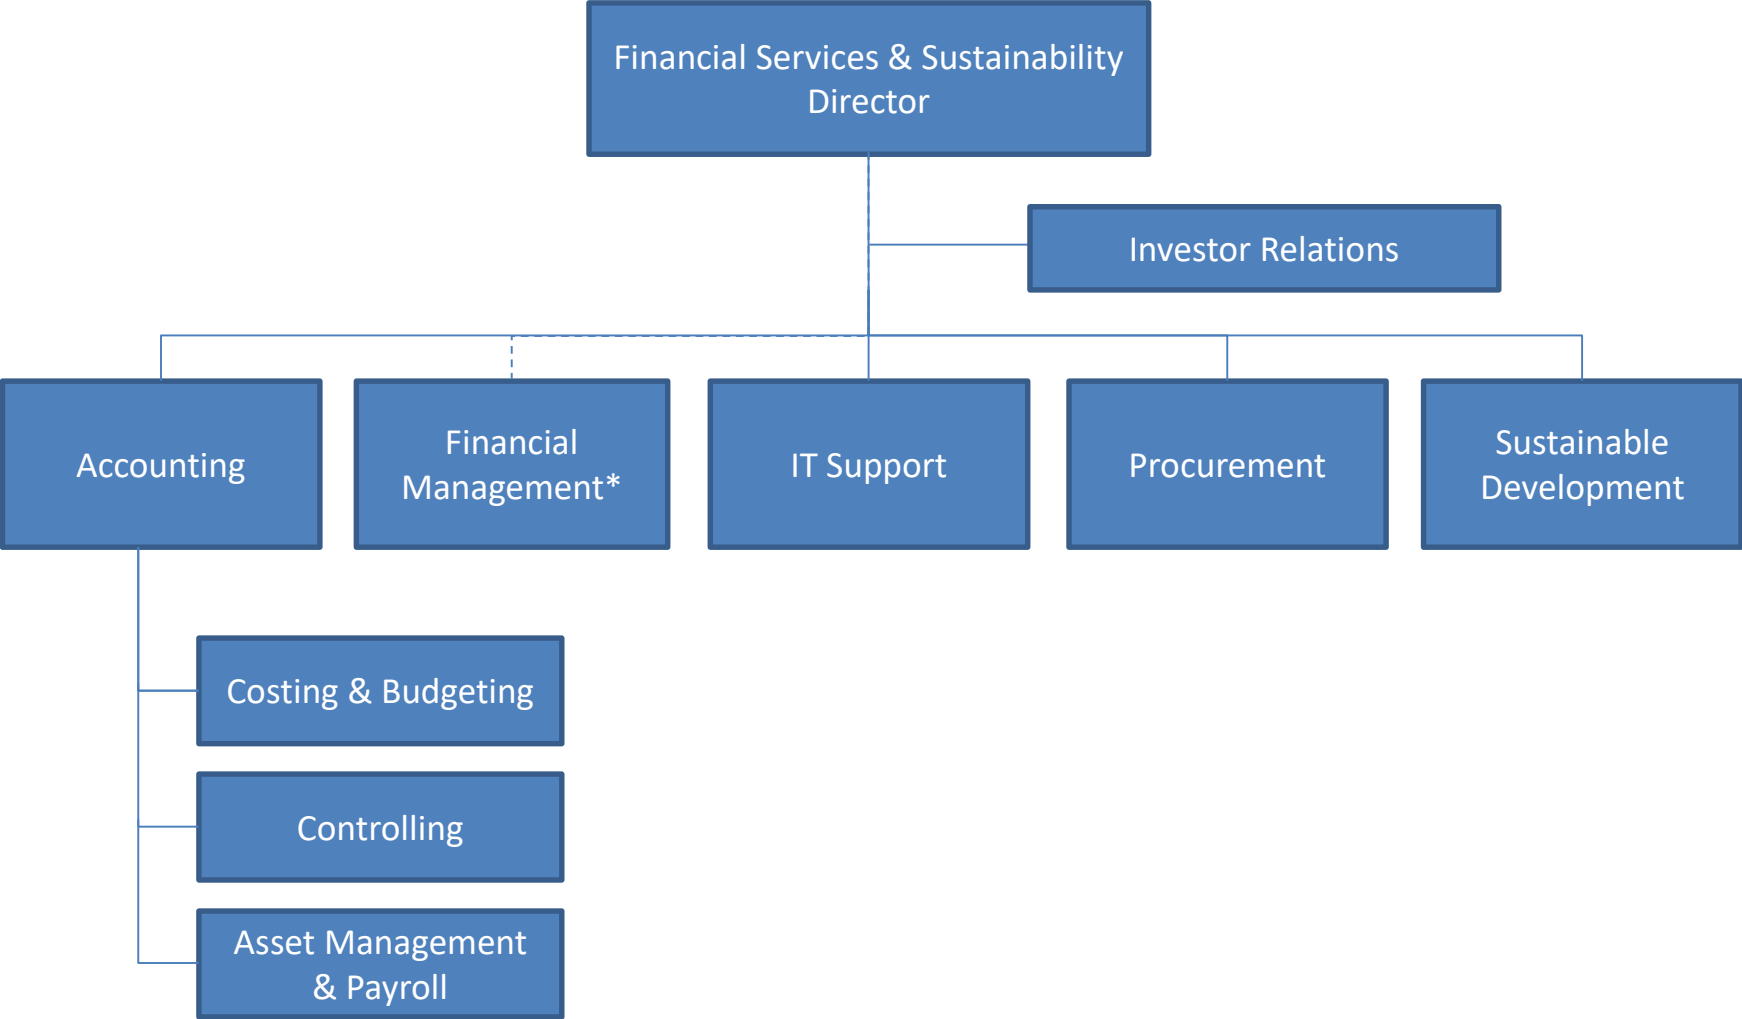 Financial Services & Sustainability
Director
Investor Relations
Accounting
Financial
Management*
IT Support
Procurement
Sustainable
Development
Costing & Budgeting
Controlling
Asset Management
& Payroll